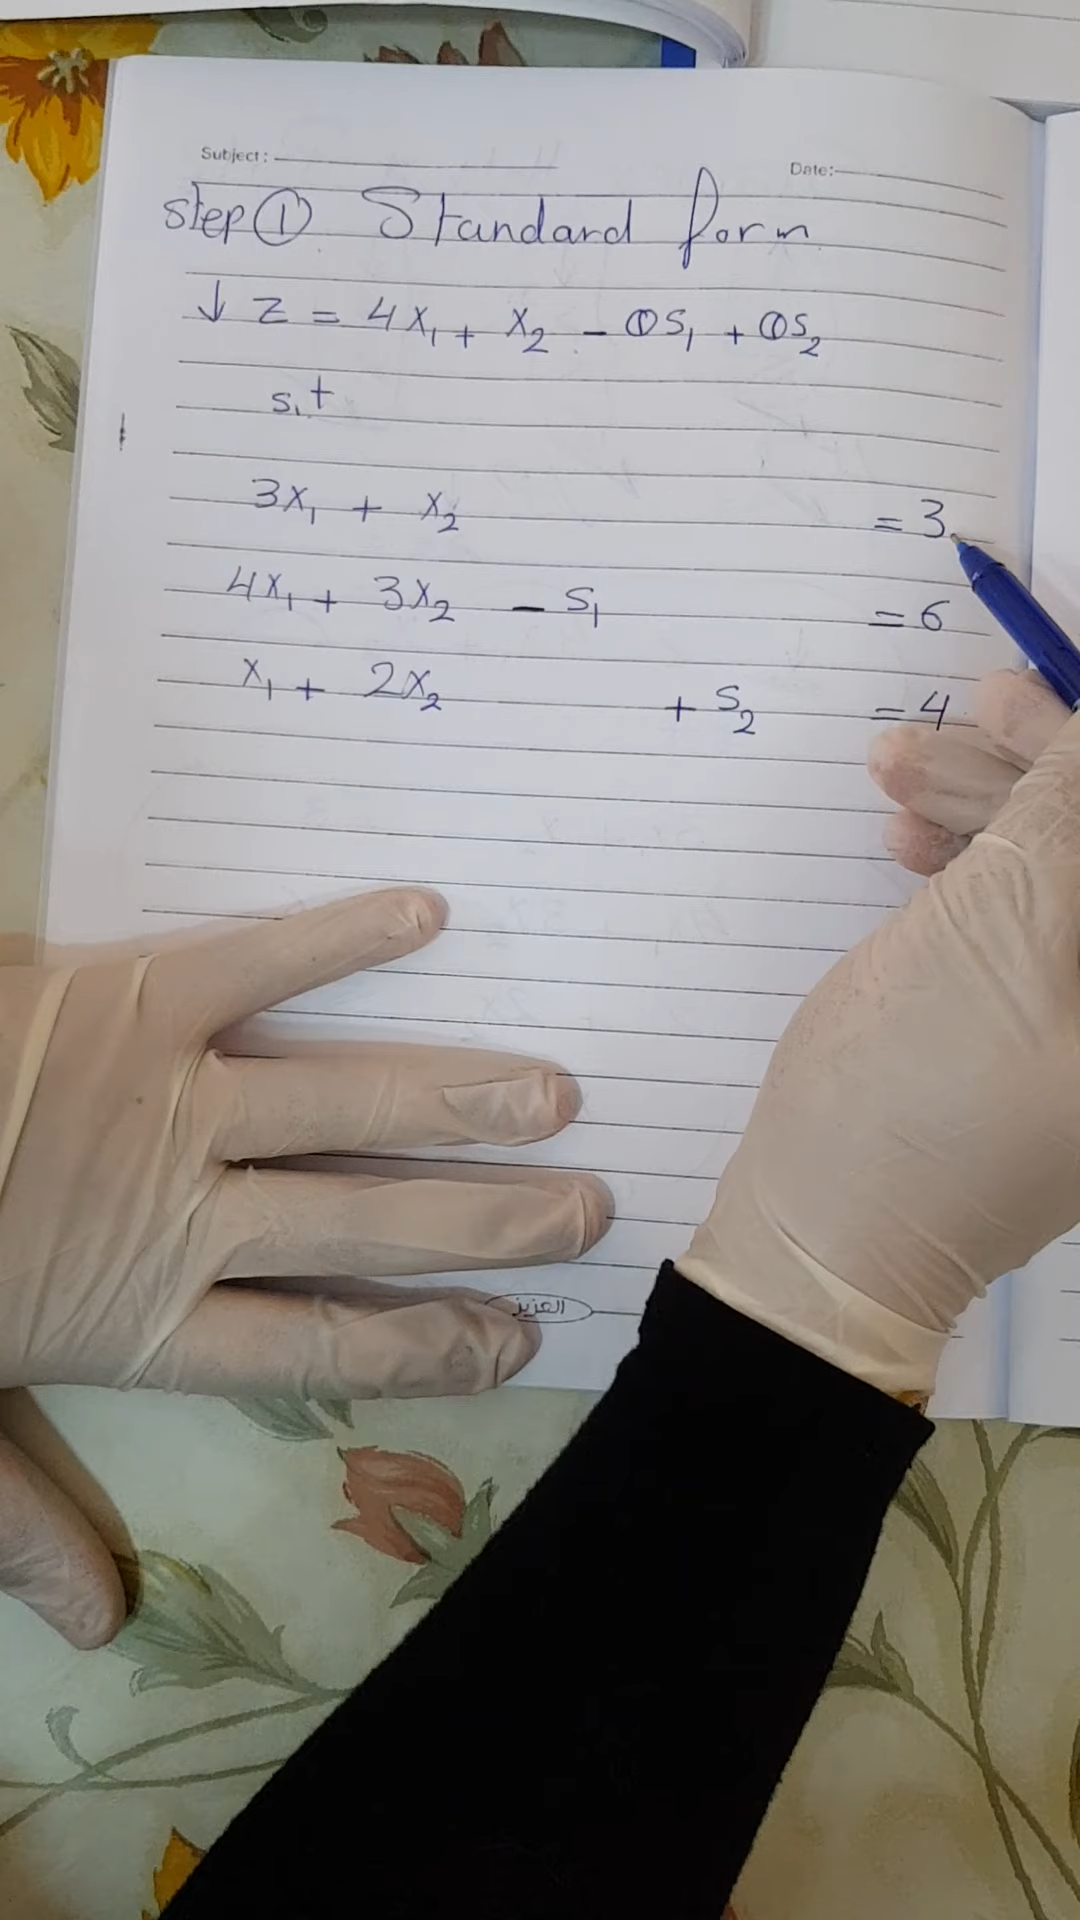 Subject:
Date:
step ① Standard form
↓ Z = 4X₁ + X₂ - 0S₁ + 0S₂
s.t
3X₁ + X₂ = 3
4X₁ + 3X₂ - S₁ = 6
X₁ + 2X₂ + S₂ = 4
العزيز